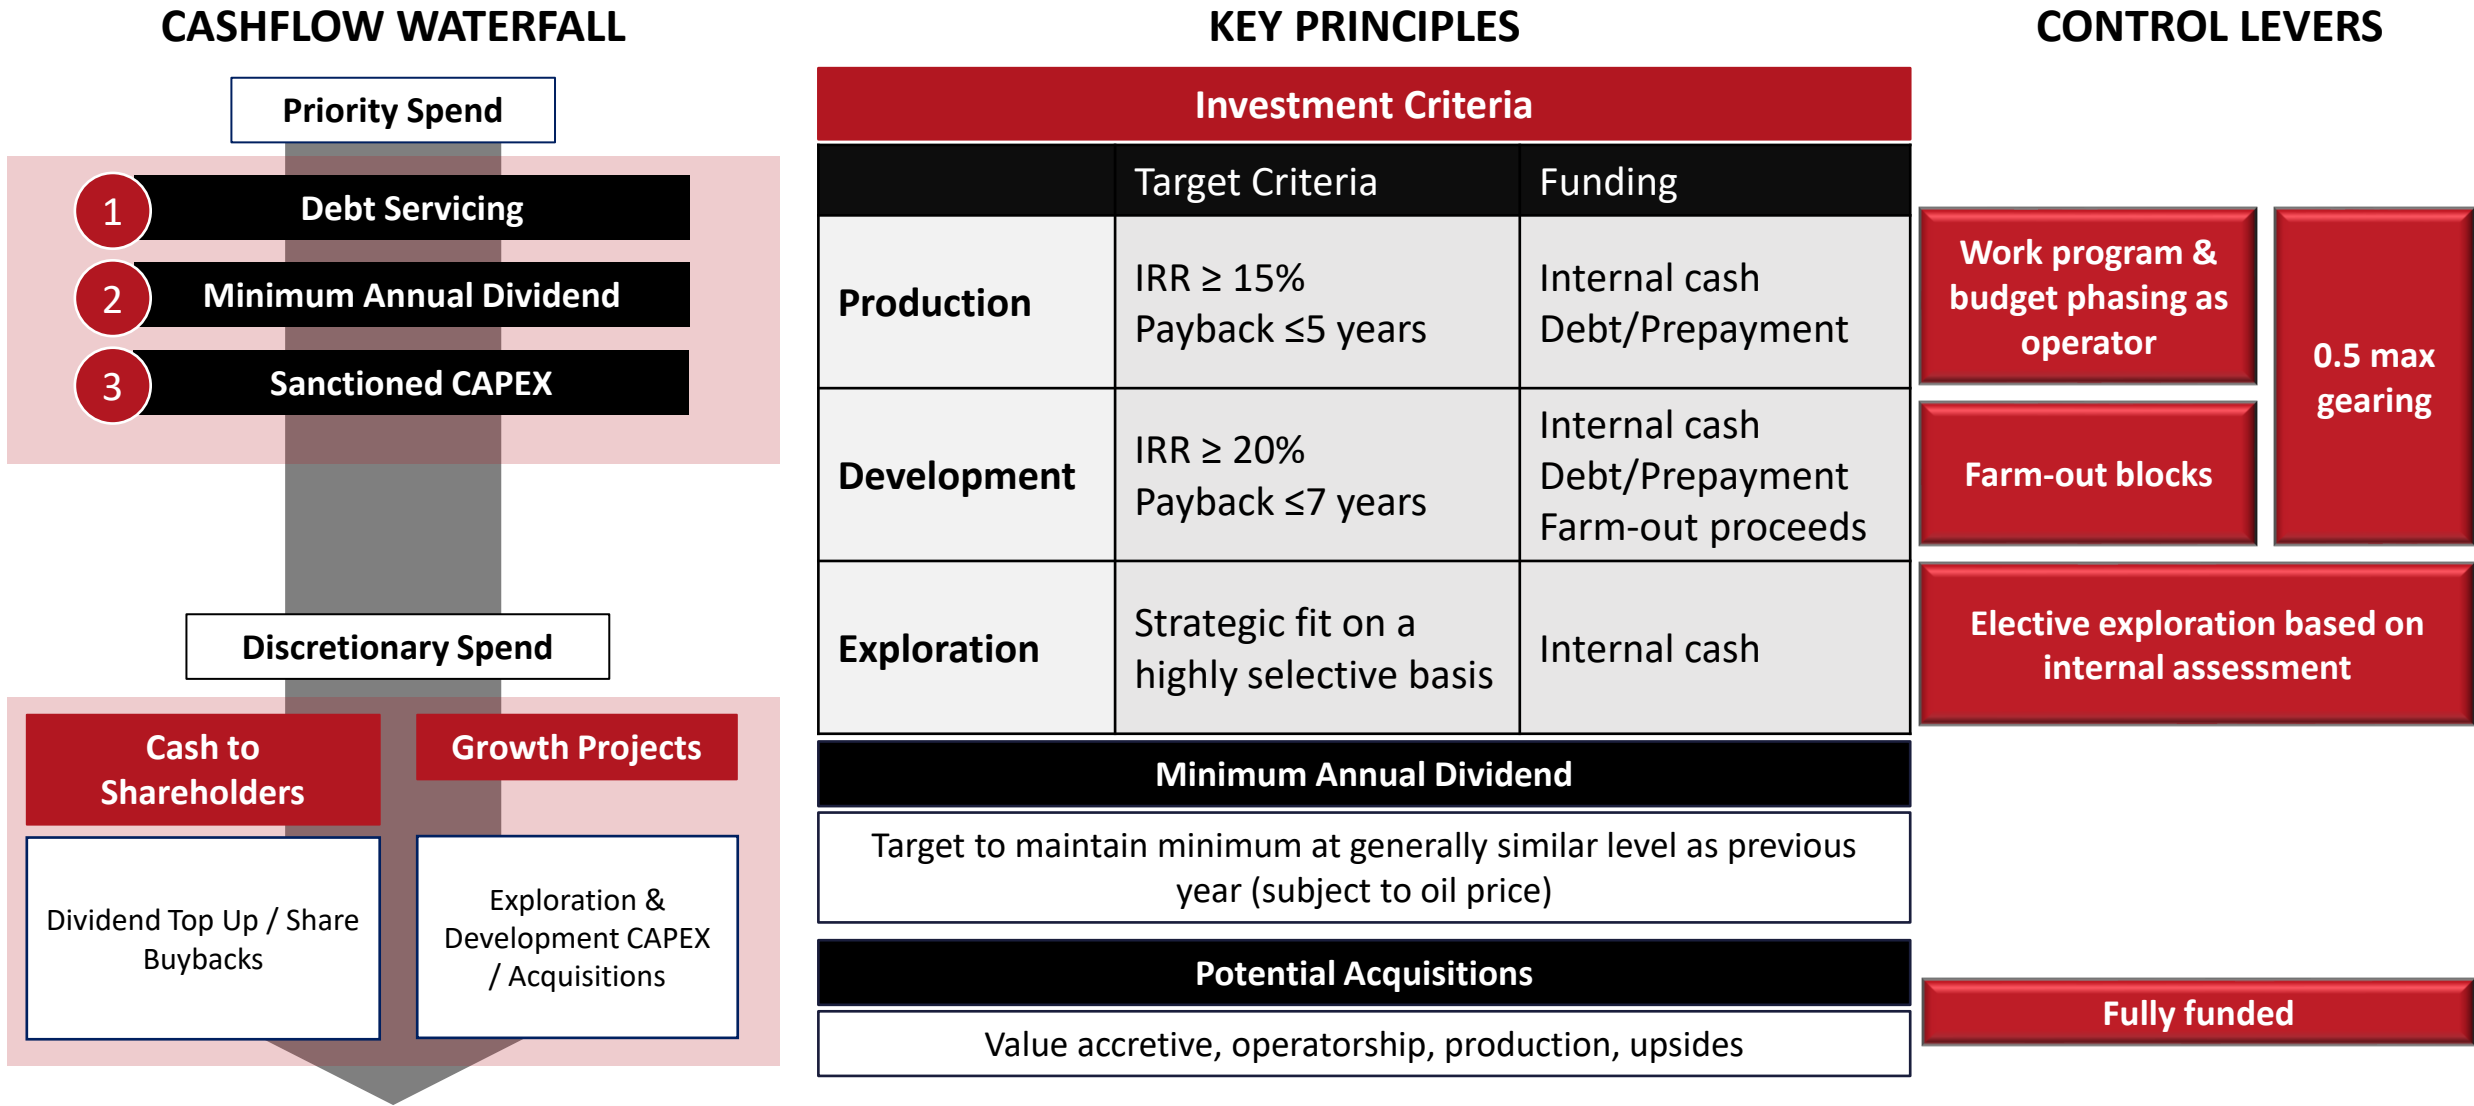 CASHFLOW WATERFALL
Priority Spend
1
Debt Servicing
2
Minimum Annual Dividend
3
Sanctioned CAPEX
Discretionary Spend
Cash to
Shareholders
Dividend Top Up / Share
Buybacks
Growth Projects
Exploration &
Development CAPEX
/ Acquisitions
KEY PRINCIPLES
Investment Criteria
Target Criteria
Funding
Production
IRR ≥ 15%
Payback ≤5 years
Internal cash
Debt/Prepayment
Development
IRR ≥ 20%
Payback ≤7 years
Internal cash
Debt/Prepayment
Farm-out proceeds
Exploration
Strategic fit on a
highly selective basis
Internal cash
Minimum Annual Dividend
Target to maintain minimum at generally similar level as previous
year (subject to oil price)
Potential Acquisitions
Value accretive, operatorship, production, upsides
CONTROL LEVERS
Work program &
budget phasing as
operator
Farm-out blocks
0.5 max
gearing
Elective exploration based on
internal assessment
Fully funded